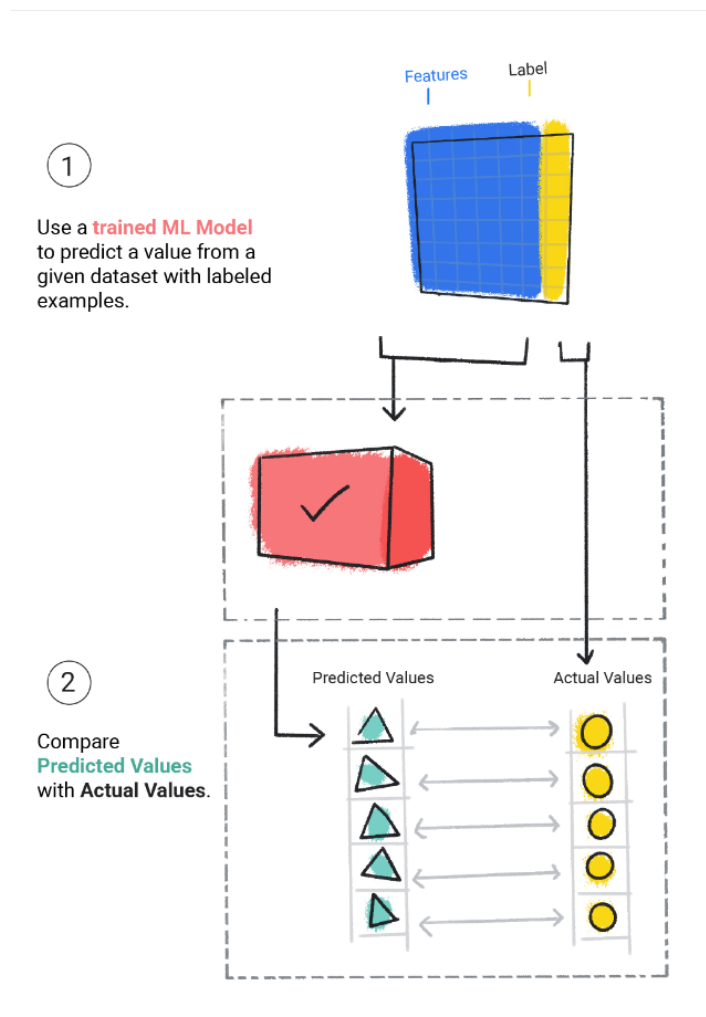 Features
Label
1
Use a trained ML Model
to predict a value from a
given dataset with labeled
examples.
2
Compare
Predicted Values
with Actual Values.
Predicted Values
Actual Values